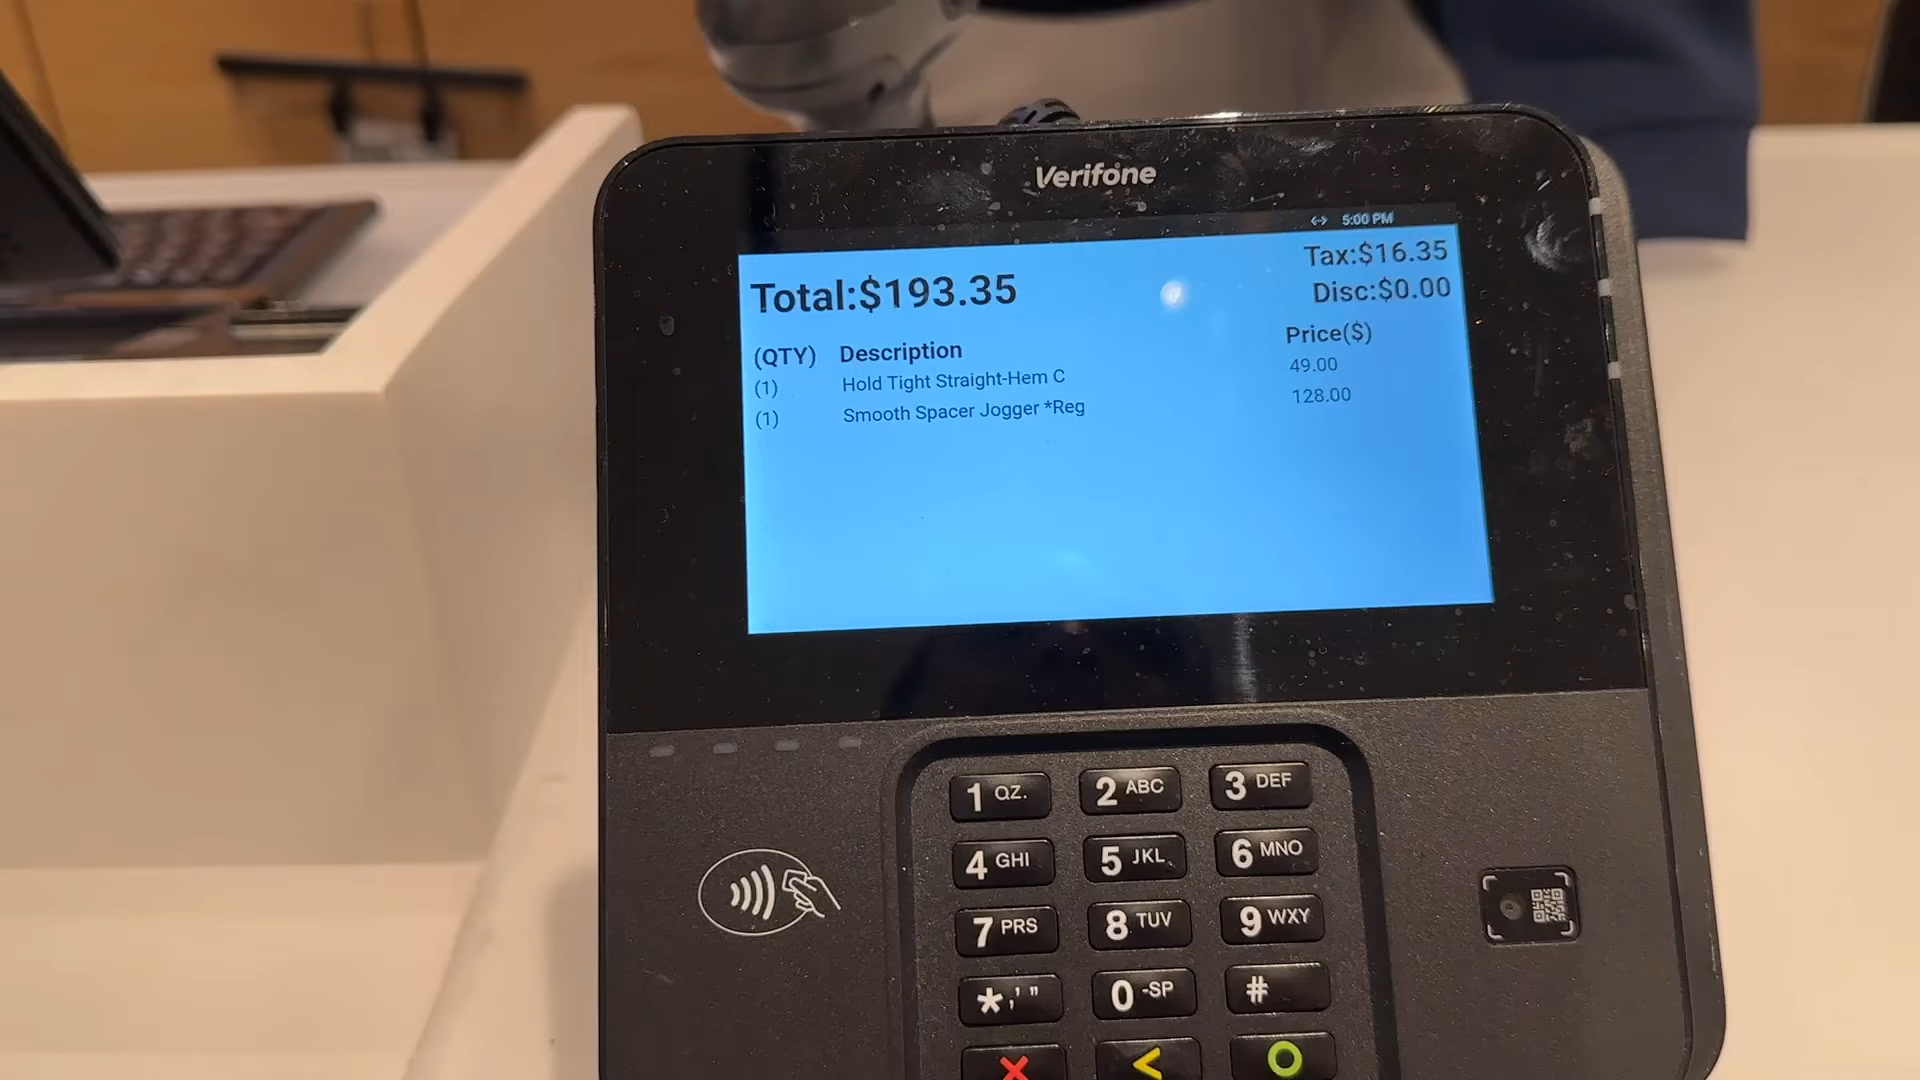 Verifone
5:00 PM
Total:$193.35
Tax:$16.35
Disc:$0.00
(QTY) Description Price($)
(1) Hold Tight Straight-Hem C 49.00
(1) Smooth Spacer Jogger *Reg 128.00
1 QZ. 2 ABC 3 DEF
4 GHI 5 JKL 6 MNO
7 PRS 8 TUV 9 WXY
*,' " 0 -SP #